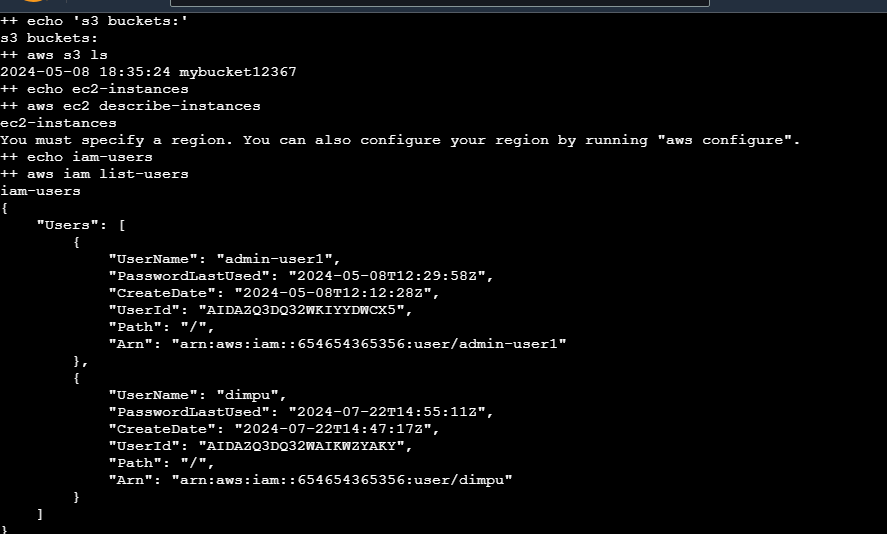 ++ echo 's3 buckets:'
s3 buckets:
++ aws s3 ls
2024-05-08 18:35:24 mybucket12367
++ echo ec2-instances
++ aws ec2 describe-instances
ec2-instances
You must specify a region. You can also configure your region by running "aws configure".
++ echo iam-users
++ aws iam list-users
iam-users
{
    "Users": [
        {
            "UserName": "admin-user1",
            "PasswordLastUsed": "2024-05-08T12:29:58Z",
            "CreateDate": "2024-05-08T12:12:28Z",
            "UserId": "AIDAZQ3DQ32WKIYYDWCX5",
            "Path": "/",
            "Arn": "arn:aws:iam::654654365356:user/admin-user1"
        },
        {
            "UserName": "dimpu",
            "PasswordLastUsed": "2024-07-22T14:55:11Z",
            "CreateDate": "2024-07-22T14:47:17Z",
            "UserId": "AIDAZQ3DQ32WAIKWZYAKY",
            "Path": "/",
            "Arn": "arn:aws:iam::654654365356:user/dimpu"
        }
    ]
}